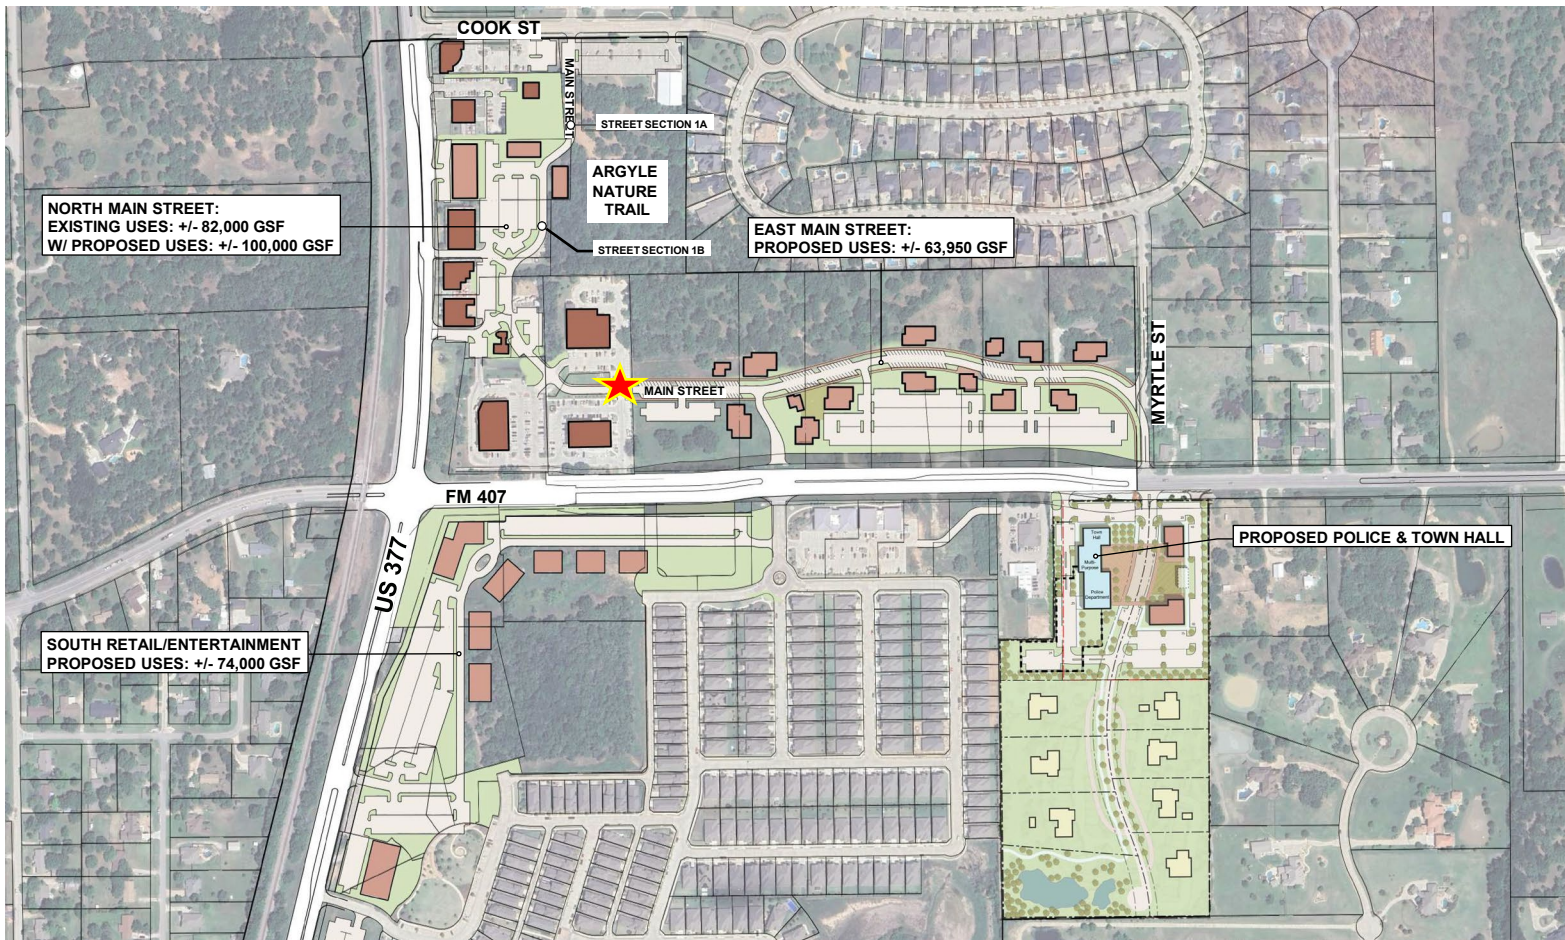 COOK ST
MAIN STREET
STREET SECTION 1A
ARGYLE
NATURE
TRAIL
NORTH MAIN STREET:
EXISTING USES: +/- 82,000 GSF
W/ PROPOSED USES: +/- 100,000 GSF
STREET SECTION 1B
EAST MAIN STREET:
PROPOSED USES: +/- 63,950 GSF
MYRTLE ST
MAIN STREET
FM 407
US 377
Town
Hall
Multi-
Purpose
Police
Department
PROPOSED POLICE & TOWN HALL
SOUTH RETAIL/ENTERTAINMENT
PROPOSED USES: +/- 74,000 GSF